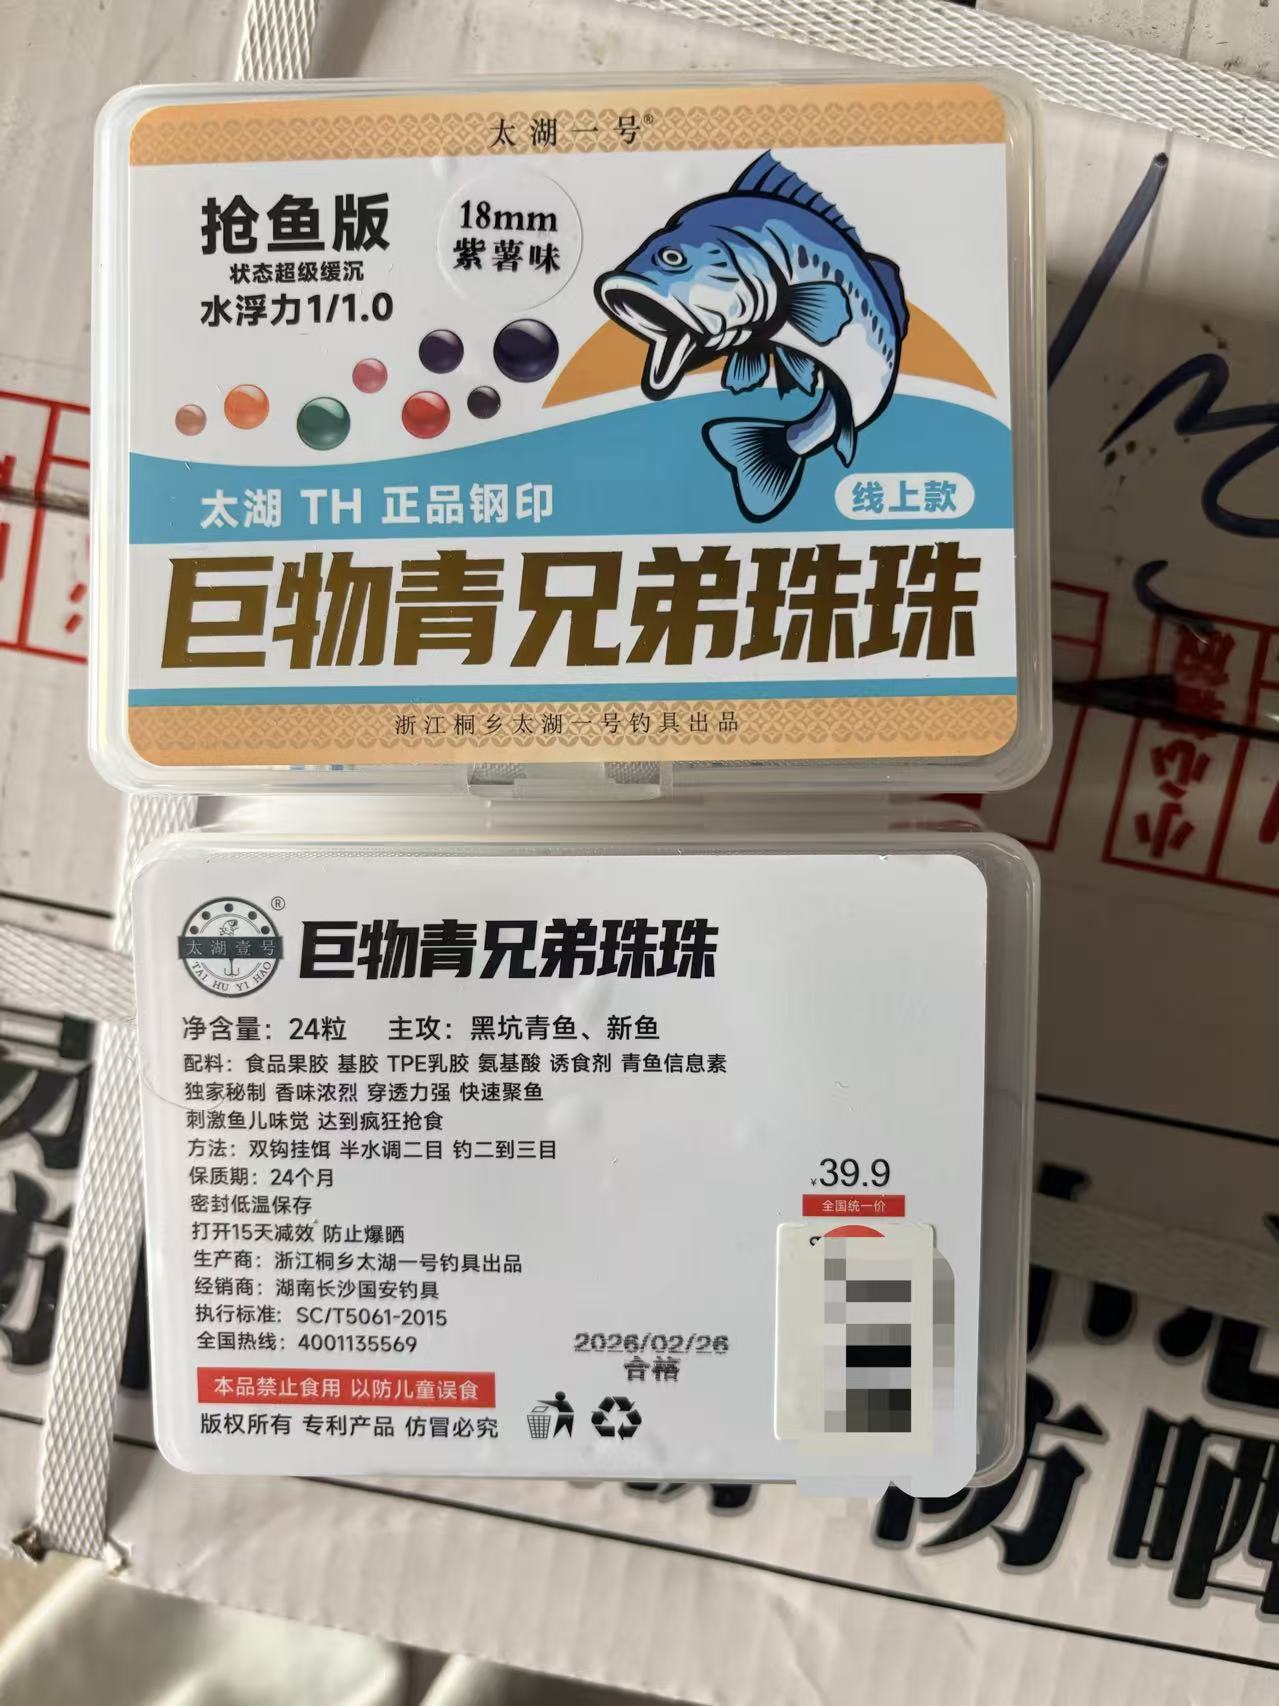 太湖一号®
抢鱼版
状态超级缓沉
水浮力1/1.0
18mm
紫薯味
太湖 TH 正品钢印
线上款
巨物青兄弟珠珠
浙江桐乡太湖一号钓具出品
小心
®
太湖壹号
TAI HU YI HAO
巨物青兄弟珠珠
净含量：24粒 主攻：黑坑青鱼、新鱼
配料：食品果胶 基胶 TPE乳胶 氨基酸 诱食剂 青鱼信息素
独家秘制 香味浓烈 穿透力强 快速聚鱼
刺激鱼儿味觉 达到疯狂抢食
方法：双钩挂饵 半水调二目 钓二到三目
保质期：24个月
密封低温保存
打开15天减效 防止爆晒
生产商：浙江桐乡太湖一号钓具出品
经销商：湖南长沙国安钓具
执行标准：SC/T5061-2015
全国热线：4001135569
¥39.9
全国统一价
2026/02/26
合格
本品禁止食用 以防儿童误食
版权所有 专利产品 仿冒必究
防晒